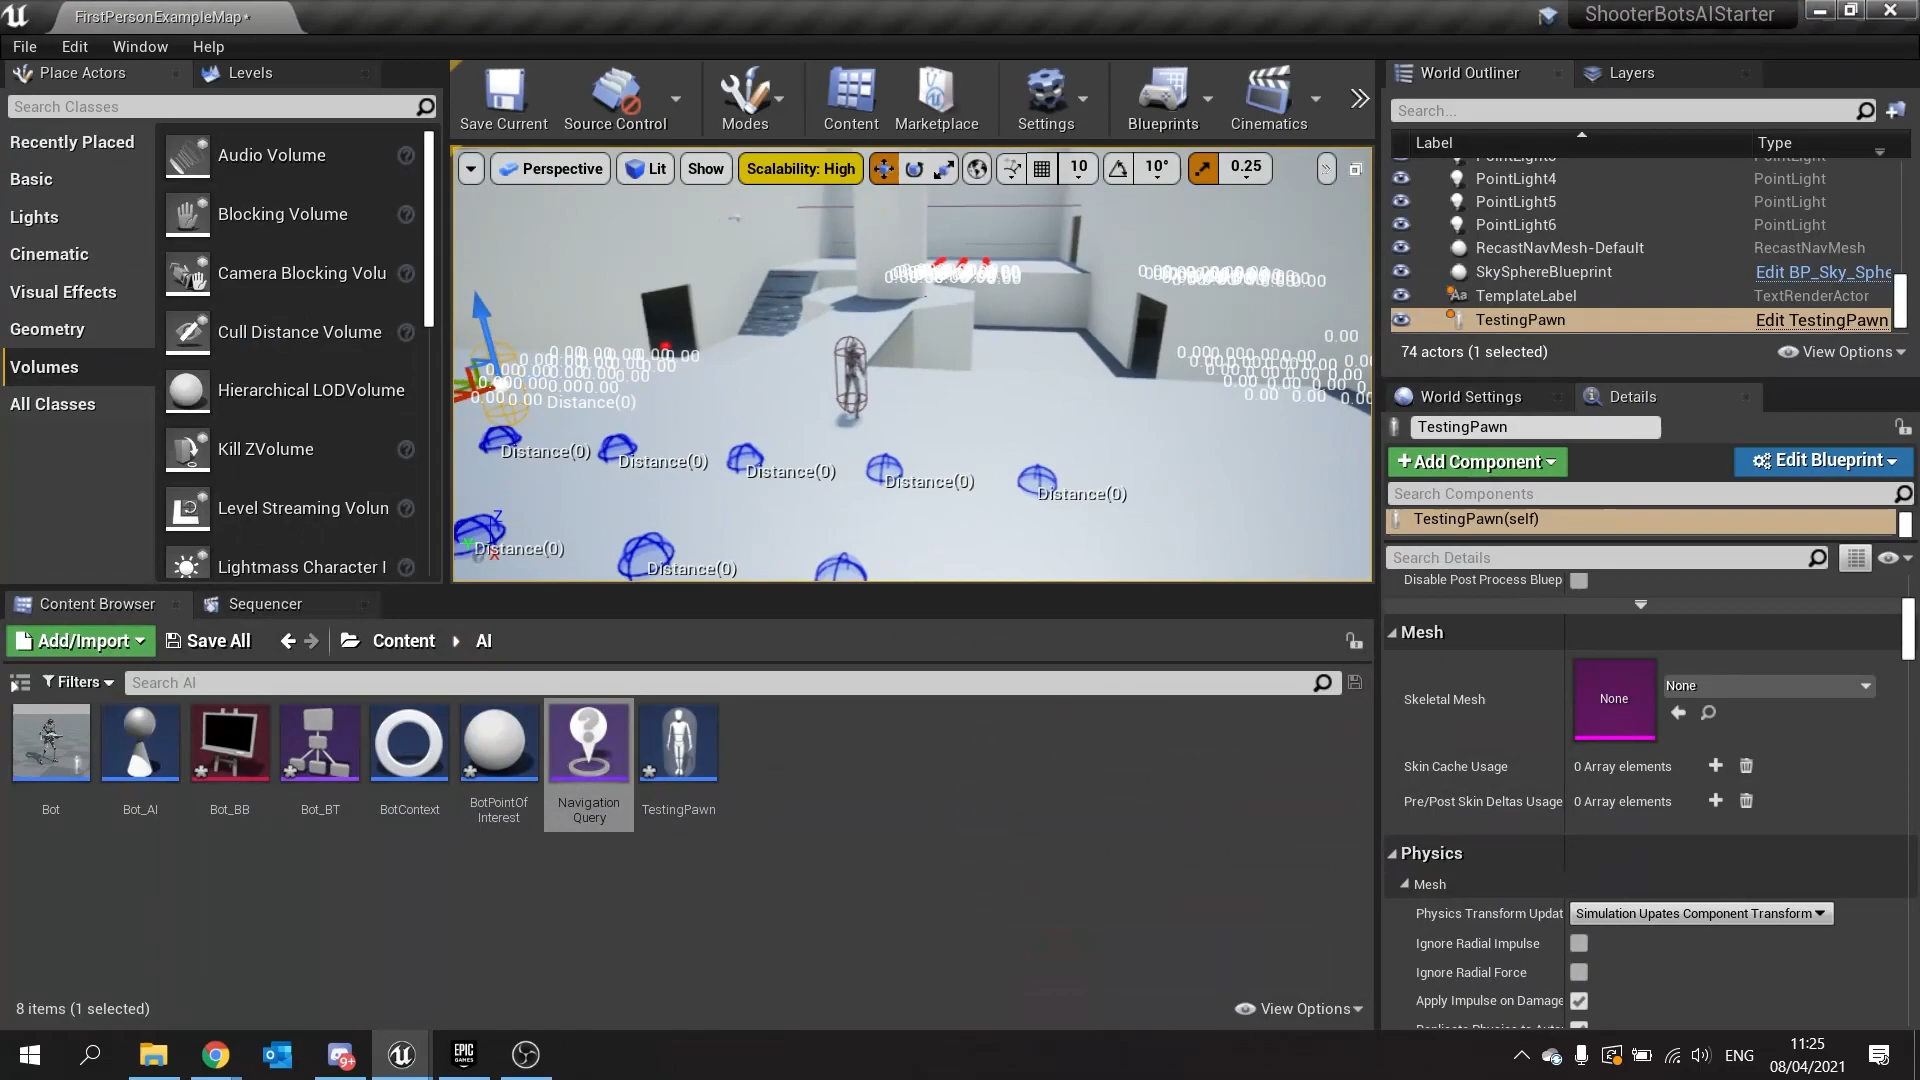 FirstPersonExampleMap*
ShooterBotsAIStarter
File Edit Window Help
Place Actors
Levels
Search Classes
Recently Placed
Basic
Lights
Cinematic
Visual Effects
Geometry
Volumes
All Classes
Audio Volume
Blocking Volume
Camera Blocking Volu
Cull Distance Volume
Hierarchical LODVolume
Kill ZVolume
Level Streaming Volun
Lightmass Character I
Save Current
Source Control
Modes
Content
Marketplace
Settings
Blueprints
Cinematics
Perspective
Lit
Show
Scalability: High
10
10°
0.25
0.00
Distance(0)
Distance(0)
Distance(0)
Distance(0)
Distance(0)
Distance(0)
Distance(0)
Distance(0)
Z
X
World Outliner
Layers
Search...
Label
Type
PointLight4 PointLight
PointLight5 PointLight
PointLight6 PointLight
RecastNavMesh-Default RecastNavMesh
SkySphereBlueprint Edit BP_Sky_Sphe
TemplateLabel TextRenderActor
TestingPawn Edit TestingPawn
74 actors (1 selected)
View Options
World Settings
Details
TestingPawn
+Add Component
Edit Blueprint
Search Components
TestingPawn(self)
Search Details
Disable Post Process Bluep
Mesh
Skeletal Mesh
None
None
Skin Cache Usage 0 Array elements
Pre/Post Skin Deltas Usage 0 Array elements
Physics
Mesh
Physics Transform Updat Simulation Upates Component Transform
Ignore Radial Impulse
Ignore Radial Force
Apply Impulse on Damage
Content Browser
Sequencer
Add/Import
Save All
Content
AI
Filters
Search AI
Bot
Bot_AI
Bot_BB
Bot_BT
BotContext
BotPointOf
Interest
Navigation
Query
TestingPawn
8 items (1 selected)
View Options
9+
EPIC
GAMES
ENG
11:25
08/04/2021